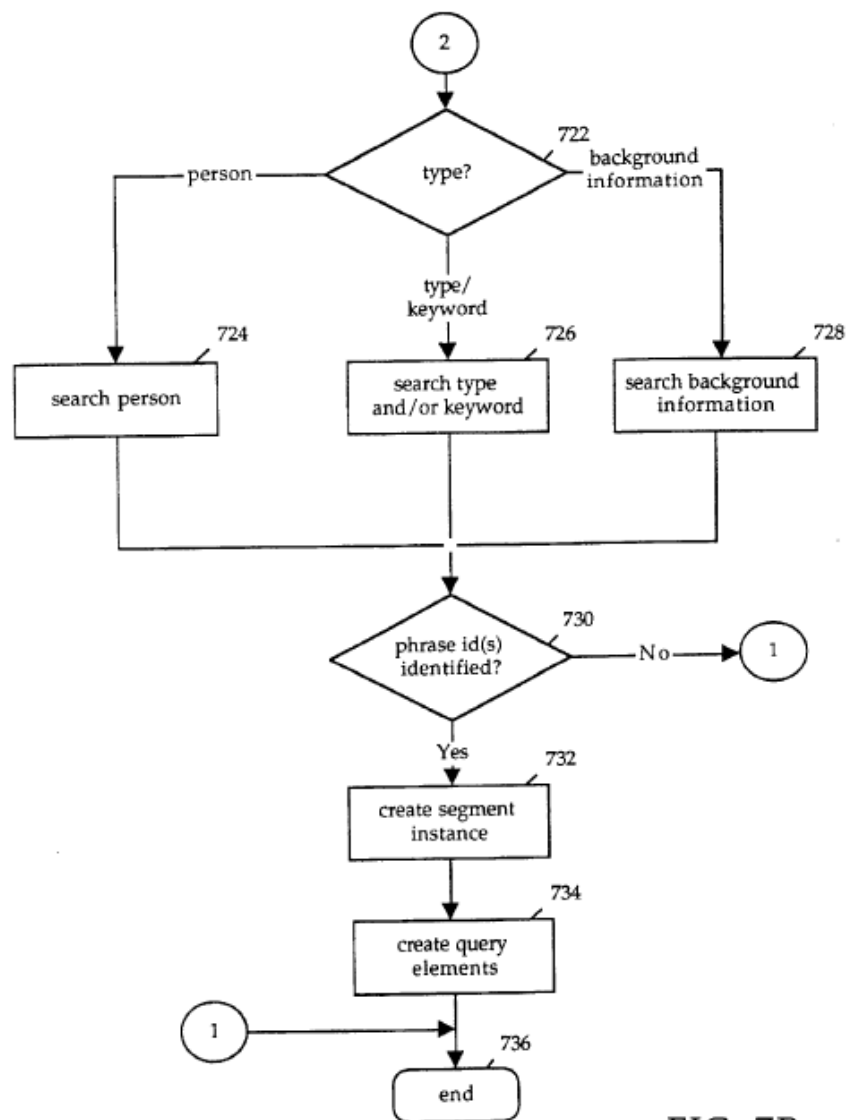 2
722
type?
person
background
information
type/
keyword
724
726
728
search person
search type
and/or keyword
search background
information
730
phrase id(s)
identified?
No
1
Yes
732
create segment
instance
734
create query
elements
1
736
end